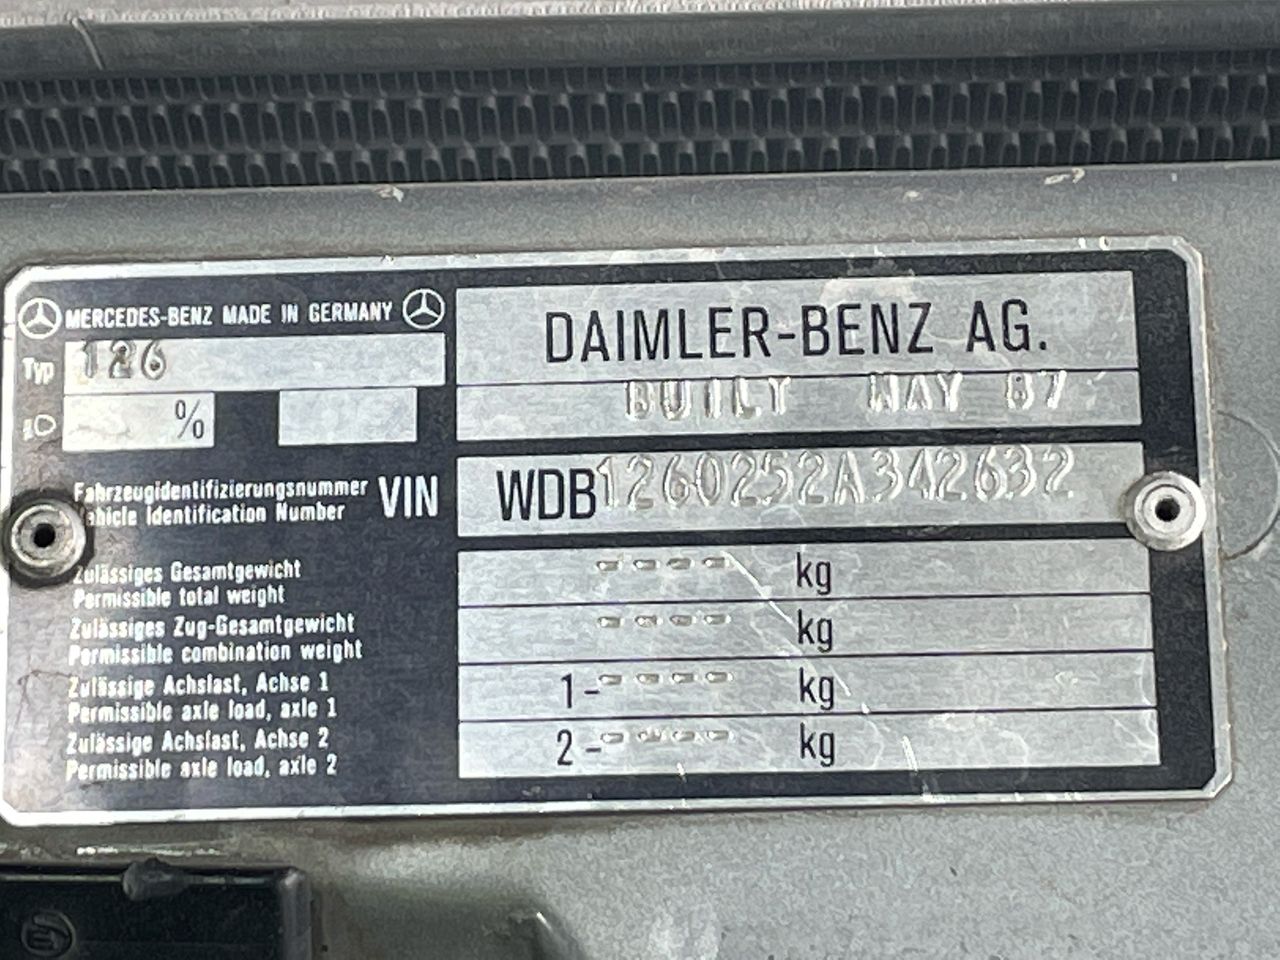 MERCEDES-BENZ MADE IN GERMANY
Typ 126
%
DAIMLER-BENZ AG.
BUILT MAY 87
Fahrzeugidentifizierungsnummer
Vehicle Identification Number
VIN
WDB1260252A342632
Zulässiges Gesamtgewicht
Permissible total weight
---- kg
Zulässiges Zug-Gesamtgewicht
Permissible combination weight
---- kg
Zulässige Achslast, Achse 1
Permissible axle load, axle 1
1----- kg
Zulässige Achslast, Achse 2
Permissible axle load, axle 2
2----- kg